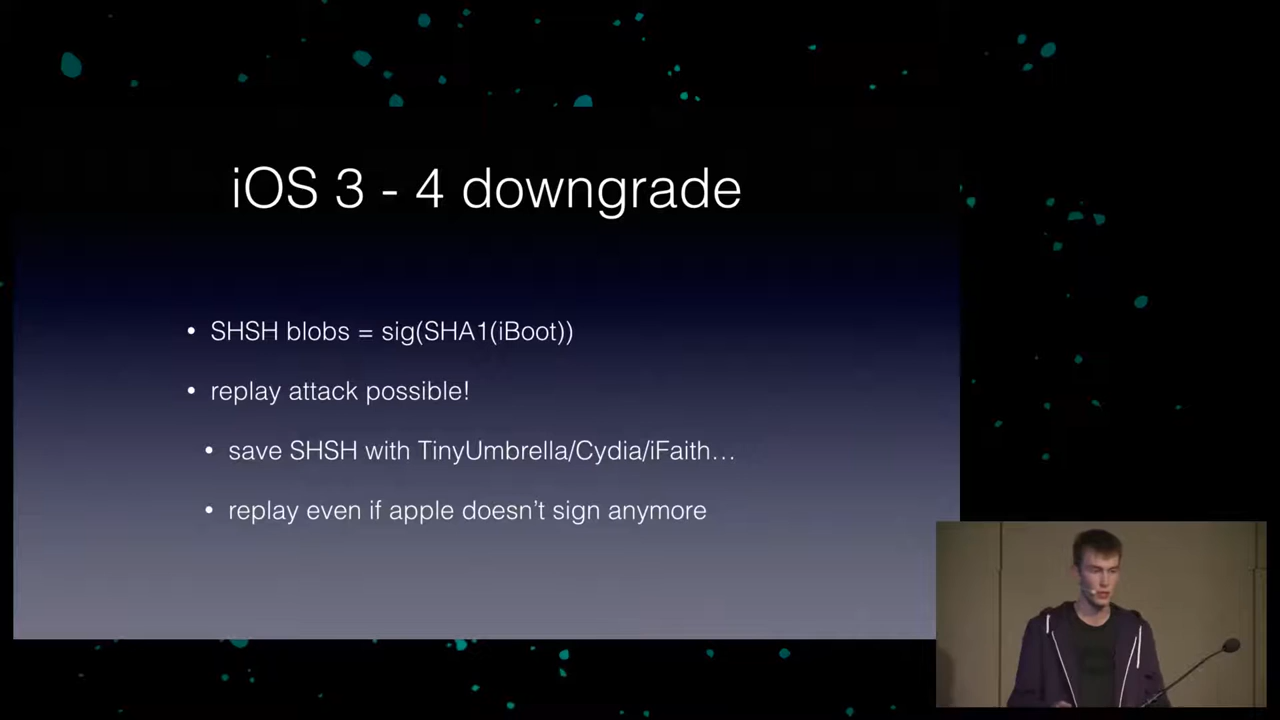 iOS 3 - 4 downgrade
• SHSH blobs = sig(SHA1(iBoot))
• replay attack possible!
• save SHSH with TinyUmbrella/Cydia/iFaith…
• replay even if apple doesn’t sign anymore